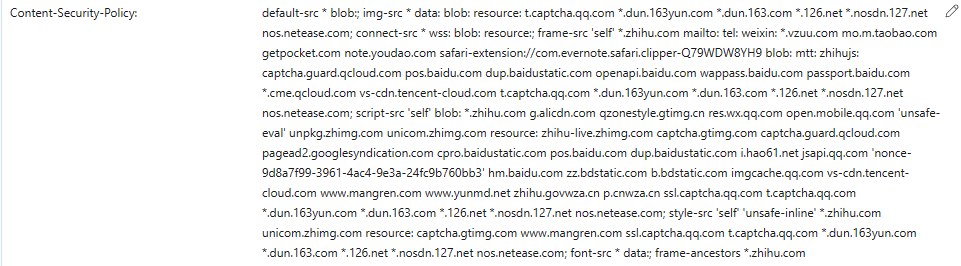 Content-Security-Policy: default-src * blob:; img-src * data: blob: resource: t.captcha.qq.com *.dun.163yun.com *.dun.163.com *.126.net *.nosdn.127.net
nos.netease.com; connect-src * wss: blob: resource:; frame-src 'self' *.zhihu.com mailto: tel: weixin: *.vzuu.com mo.m.taobao.com
getpocket.com note.youdao.com safari-extension://com.evernote.safari.clipper-Q79WDW8YH9 blob: mtt: zhihujs:
captcha.guard.qcloud.com pos.baidu.com dup.baidustatic.com openapi.baidu.com wappass.baidu.com passport.baidu.com
*.cme.qcloud.com vs-cdn.tencent-cloud.com t.captcha.qq.com *.dun.163yun.com *.dun.163.com *.126.net *.nosdn.127.net
nos.netease.com; script-src 'self' blob: *.zhihu.com g.alicdn.com qzonestyle.gtimg.cn res.wx.qq.com open.mobile.qq.com 'unsafe-
eval' unpkg.zhimg.com unicom.zhimg.com resource: zhihu-live.zhimg.com captcha.gtimg.com captcha.guard.qcloud.com
pagead2.googlesyndication.com cpro.baidustatic.com pos.baidu.com dup.baidustatic.com i.hao61.net jsapi.qq.com 'nonce-
9d8a7f99-3961-4ac4-9e3a-24fc9b760bb3' hm.baidu.com zz.bdstatic.com b.bdstatic.com imgcache.qq.com vs-cdn.tencent-
cloud.com www.mangren.com www.yunmd.net zhihu.govwza.cn p.cnwza.cn ssl.captcha.qq.com t.captcha.qq.com
*.dun.163yun.com *.dun.163.com *.126.net *.nosdn.127.net nos.netease.com; style-src 'self' 'unsafe-inline' *.zhihu.com
unicom.zhimg.com resource: captcha.gtimg.com www.mangren.com ssl.captcha.qq.com t.captcha.qq.com *.dun.163yun.com
*.dun.163.com *.126.net *.nosdn.127.net nos.netease.com; font-src * data:; frame-ancestors *.zhihu.com